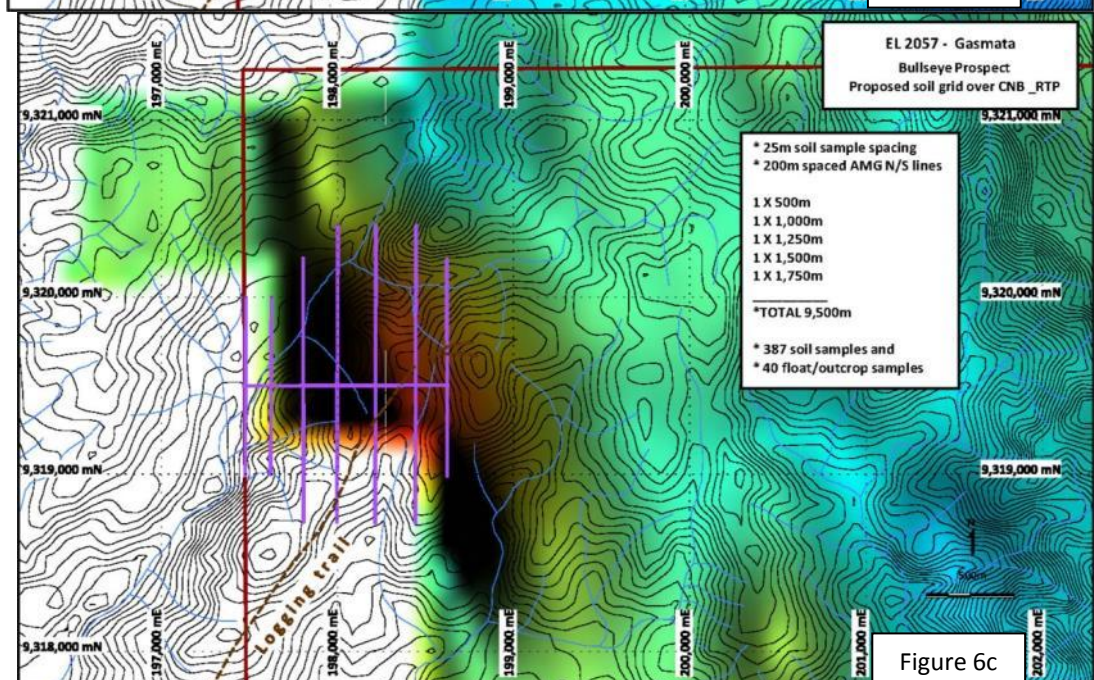 EL 2057 - Gasmata
Bullseye Prospect
Proposed soil grid over CNB _RTP
197,000 mE
198,000 mE
199,000 mE
200,000 mE
9,321,000 mN
9,321,000 mN
* 25m soil sample spacing
* 200m spaced AMG N/S lines
1 X 500m
1 X 1,000m
1 X 1,250m
1 X 1,500m
1 X 1,750m
*TOTAL 9,500m
* 387 soil samples and
* 40 float/outcrop samples
9,320,000 mN
9,320,000 mN
9,319,000 mN
9,319,000 mN
N
500m
Logging trail
9,318,000 mN
197,000 mE
198,000 mE
199,000 mE
200,000 mE
201,000 mE
202,000 mE
Figure 6c